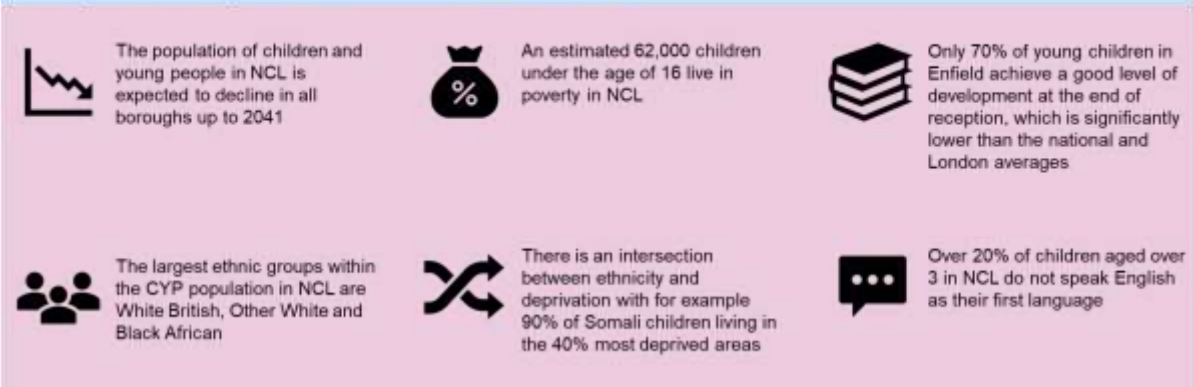 The population of children and
young people in NCL is
expected to decline in all
boroughs up to 2041
%
An estimated 62,000 children
under the age of 16 live in
poverty in NCL
Only 70% of young children in
Enfield achieve a good level of
development at the end of
reception, which is significantly
lower than the national and
London averages
The largest ethnic groups within
the CYP population in NCL are
White British, Other White and
Black African
There is an intersection
between ethnicity and
deprivation with for example
90% of Somali children living in
the 40% most deprived areas
Over 20% of children aged over
3 in NCL do not speak English
as their first language